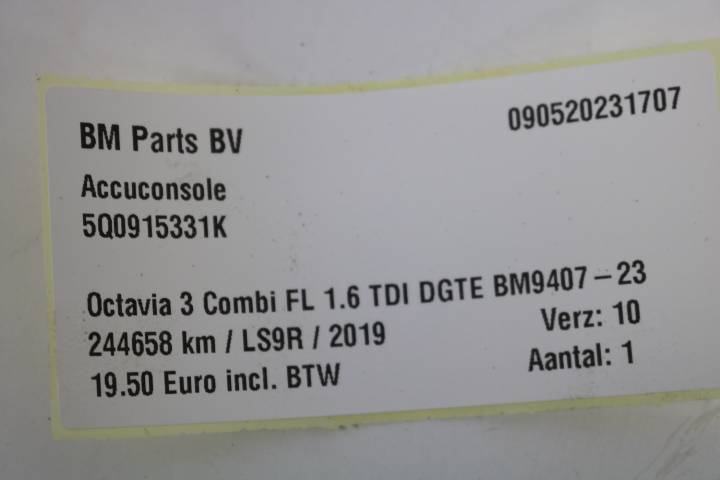 BM Parts BV 090520231707
Accuconsole
5Q0915331K
Octavia 3 Combi FL 1.6 TDI DGTE BM9407-23
244658 km / LS9R / 2019 Verz: 10
19.50 Euro incl. BTW Aantal: 1